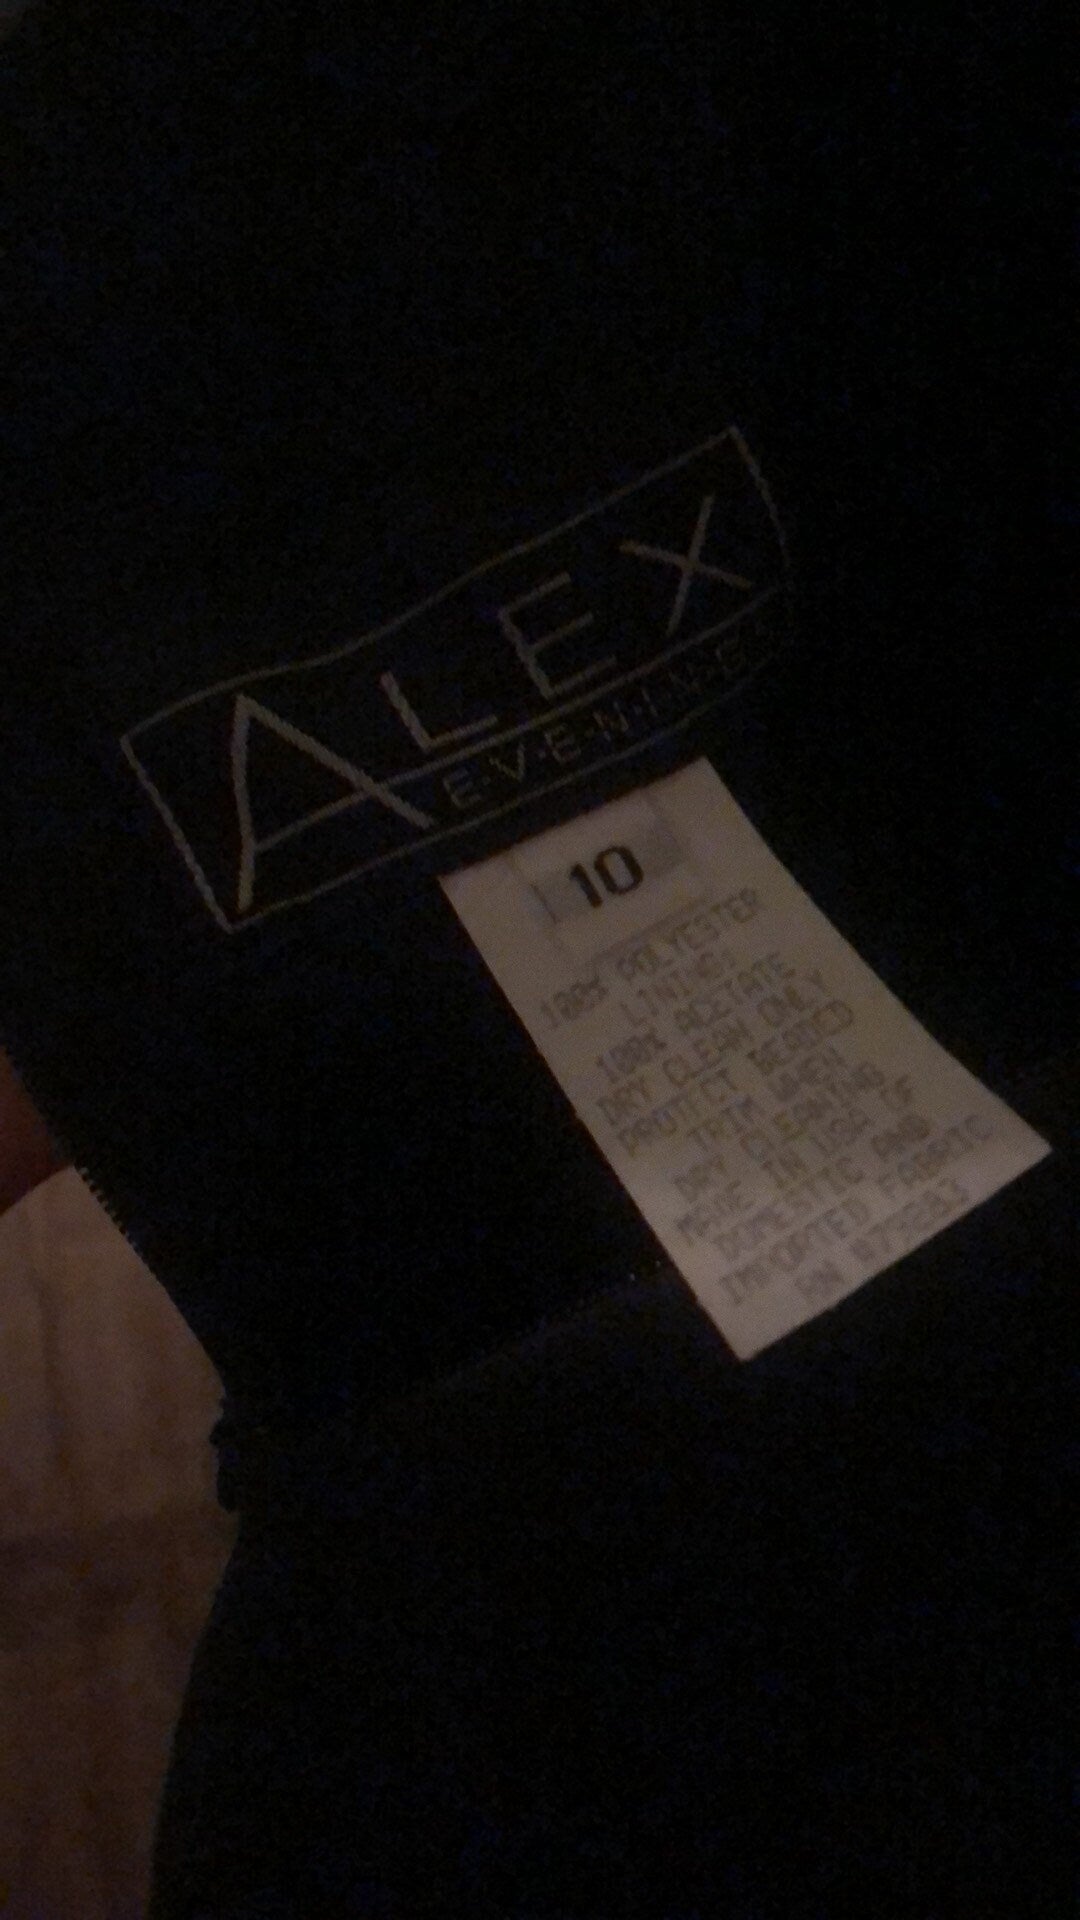 ALEX
E·V·E·N·I·N·G·S
10
100% POLYESTER
LINING:
100% ACETATE
DRY CLEAN ONLY
PROTECT BEADED
TRIM WHEN
DRY CLEANING
MADE IN USA OF
DOMESTIC AND
IMPORTED FABRIC
RN